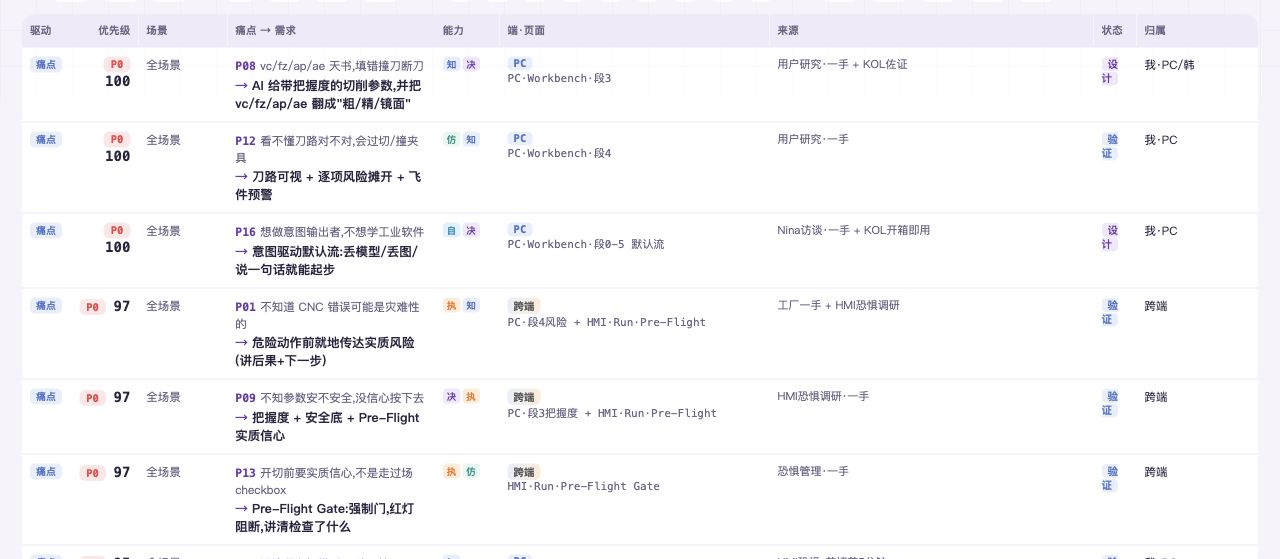 驱动 优先级 场景 痛点 → 需求 能力 端·页面 来源 状态 归属
痛点 P0 全场景 P08 vc/fz/ap/ae 天书,填错撞刀断刀 知 决 PC 用户研究·一手 + KOL佐证 设 我·PC/韩
100 → AI 给带把握度的切削参数,并把 PC·Workbench·段3 计
vc/fz/ap/ae 翻成"粗/精/镜面"
痛点 P0 全场景 P12 看不懂刀路对不对,会过切/撞夹 仿 知 PC 用户研究·一手 验 我·PC
100 具 PC·Workbench·段4 证
→ 刀路可视 + 逐项风险摊开 + 飞
件预警
痛点 P0 全场景 P16 想做意图输出者,不想学工业软件 自 决 PC Nina访谈·一手 + KOL开箱即用 设 我·PC
100 → 意图驱动默认流:丢模型/丢图/ PC·Workbench·段0–5 默认流 计
说一句话就能起步
痛点 P0 97 全场景 P01 不知道 CNC 错误可能是灾难性 执 知 跨端 工厂一手 + HMI恐惧调研 验 跨端
的 PC·段4风险 + HMI·Run·Pre-Flight 证
→ 危险动作前就地传达实质风险
(讲后果+下一步)
痛点 P0 97 全场景 P09 不知参数安不安全,没信心按下去 决 执 跨端 HMI恐惧调研·一手 验 跨端
→ 把握度 + 安全底 + Pre-Flight PC·段3把握度 + HMI·Run·Pre-Flight 证
实质信心
痛点 P0 97 全场景 P13 开切前要实质信心,不是走过场 执 仿 跨端 恐惧管理·一手 验 跨端
checkbox HMI·Run·Pre-Flight Gate 证
→ Pre-Flight Gate:强制门,红灯
阻断,讲清检查了什么